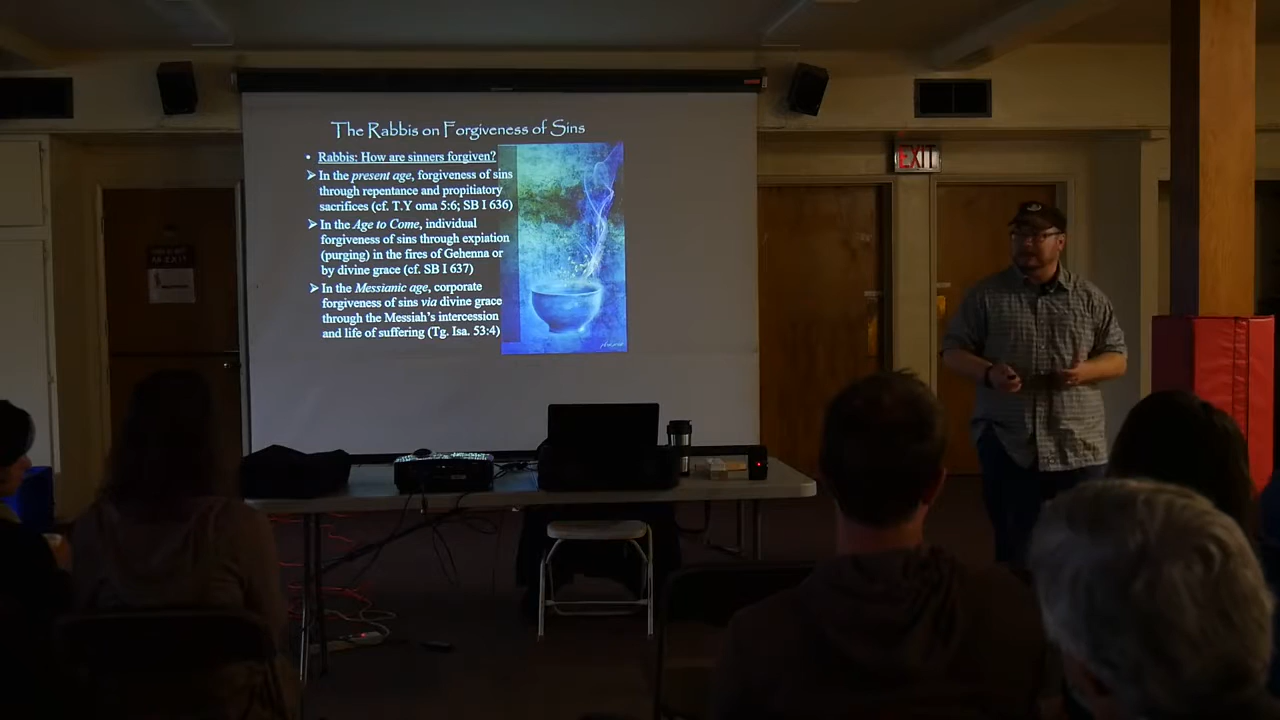 The Rabbis on Forgiveness of Sins
• Rabbis: How are sinners forgiven?
➢ In the present age, forgiveness of sins
through repentance and propitiatory
sacrifices (cf. T.Y oma 5:6; SB I 636)
➢ In the Age to Come, individual
forgiveness of sins through expiation
(purging) in the fires of Gehenna or
by divine grace (cf. SB I 637)
➢ In the Messianic age, corporate
forgiveness of sins via divine grace
through the Messiah's intercession
and life of suffering (Tg. Isa. 53:4)
EXIT